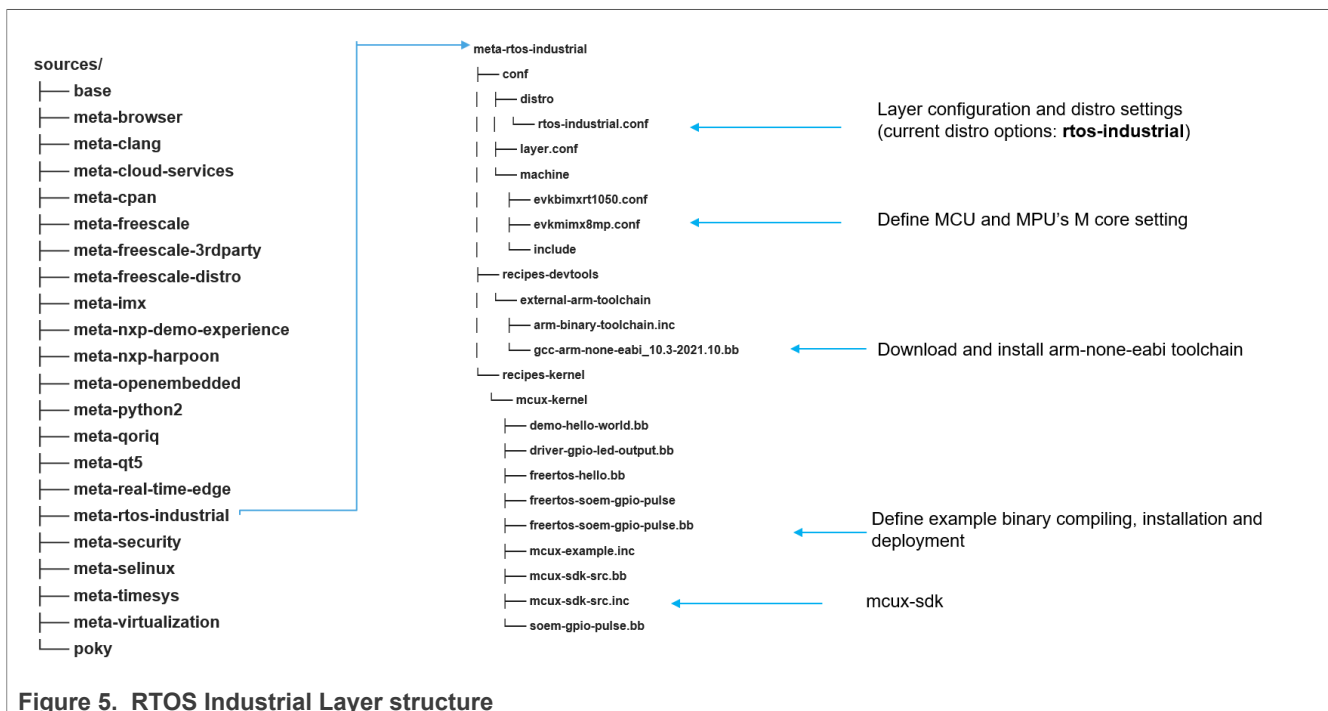 sources/
├── base
├── meta-browser
├── meta-clang
├── meta-cloud-services
├── meta-cpan
├── meta-freescale
├── meta-freescale-3rdparty
├── meta-freescale-distro
├── meta-imx
├── meta-nxp-demo-experience
├── meta-nxp-harpoon
├── meta-openembedded
├── meta-python2
├── meta-qoriq
├── meta-qt5
├── meta-real-time-edge
├── meta-rtos-industrial
├── meta-security
├── meta-selinux
├── meta-timesys
├── meta-virtualization
└── poky
meta-rtos-industrial
├── conf
│ ├── distro
│ │ └── rtos-industrial.conf
│ ├── layer.conf
│ └── machine
│ ├── evkbimxrt1050.conf
│ ├── evkmimx8mp.conf
│ └── include
├── recipes-devtools
│ └── external-arm-toolchain
│ ├── arm-binary-toolchain.inc
│ └── gcc-arm-none-eabi_10.3-2021.10.bb
└── recipes-kernel
└── mcux-kernel
├── demo-hello-world.bb
├── driver-gpio-led-output.bb
├── freertos-hello.bb
├── freertos-soem-gpio-pulse
├── freertos-soem-gpio-pulse.bb
├── mcux-example.inc
├── mcux-sdk-src.bb
├── mcux-sdk-src.inc
└── soem-gpio-pulse.bb
Layer configuration and distro settings
(current distro options: rtos-industrial)
Define MCU and MPU's M core setting
Download and install arm-none-eabi toolchain
Define example binary compiling, installation and
deployment
mcux-sdk
Figure 5. RTOS Industrial Layer structure